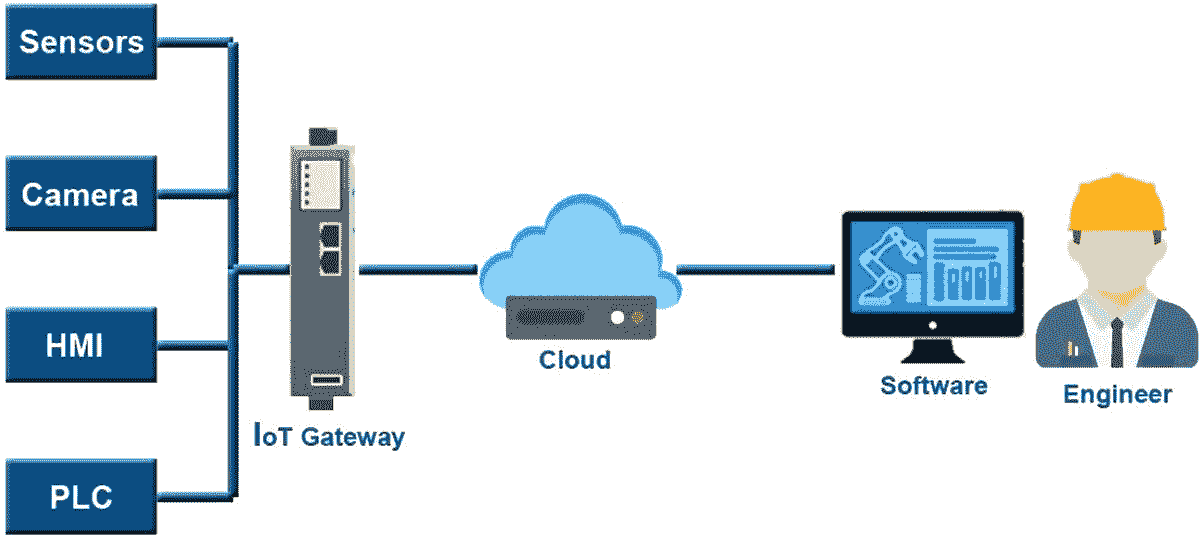 Sensors
Camera
HMI
PLC
IoT Gateway
Cloud
Software
Engineer